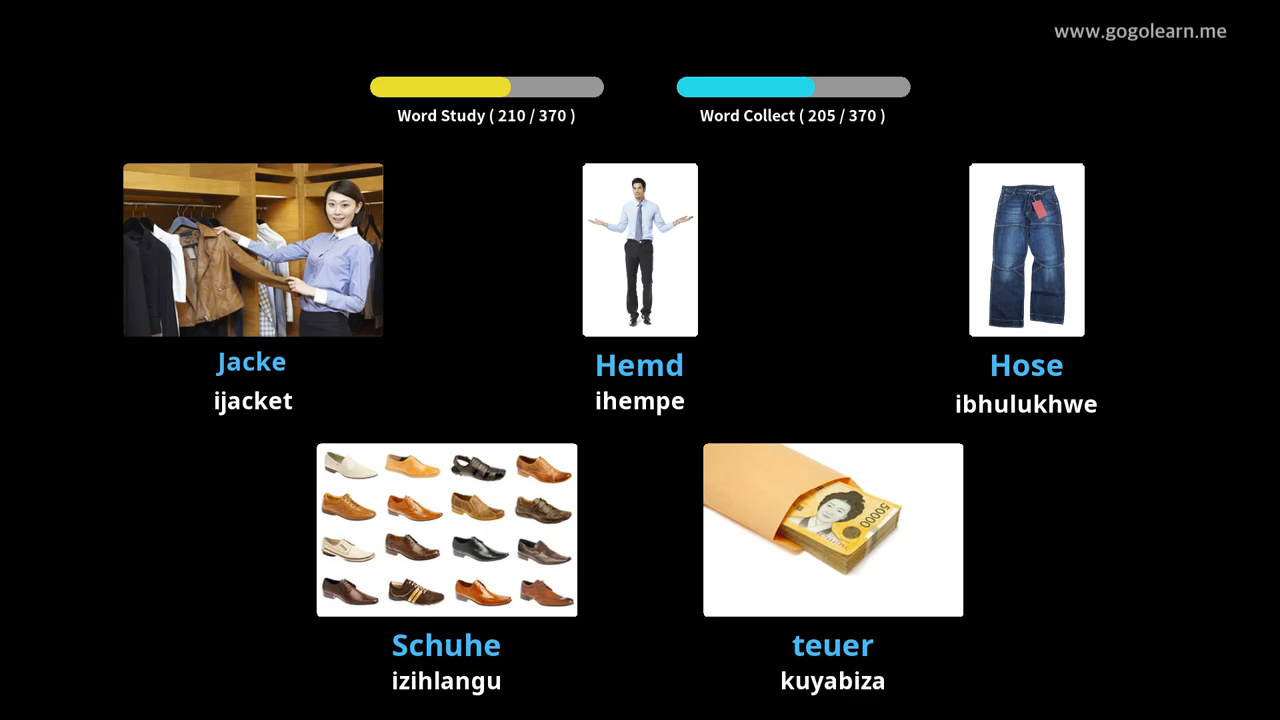 www.gogolearn.me
Word Study ( 210 / 370 )
Word Collect ( 205 / 370 )
Jacke
ijacket
Hemd
ihempe
Hose
ibhulukhwe
Schuhe
izihlangu
teuer
kuyabiza
50000